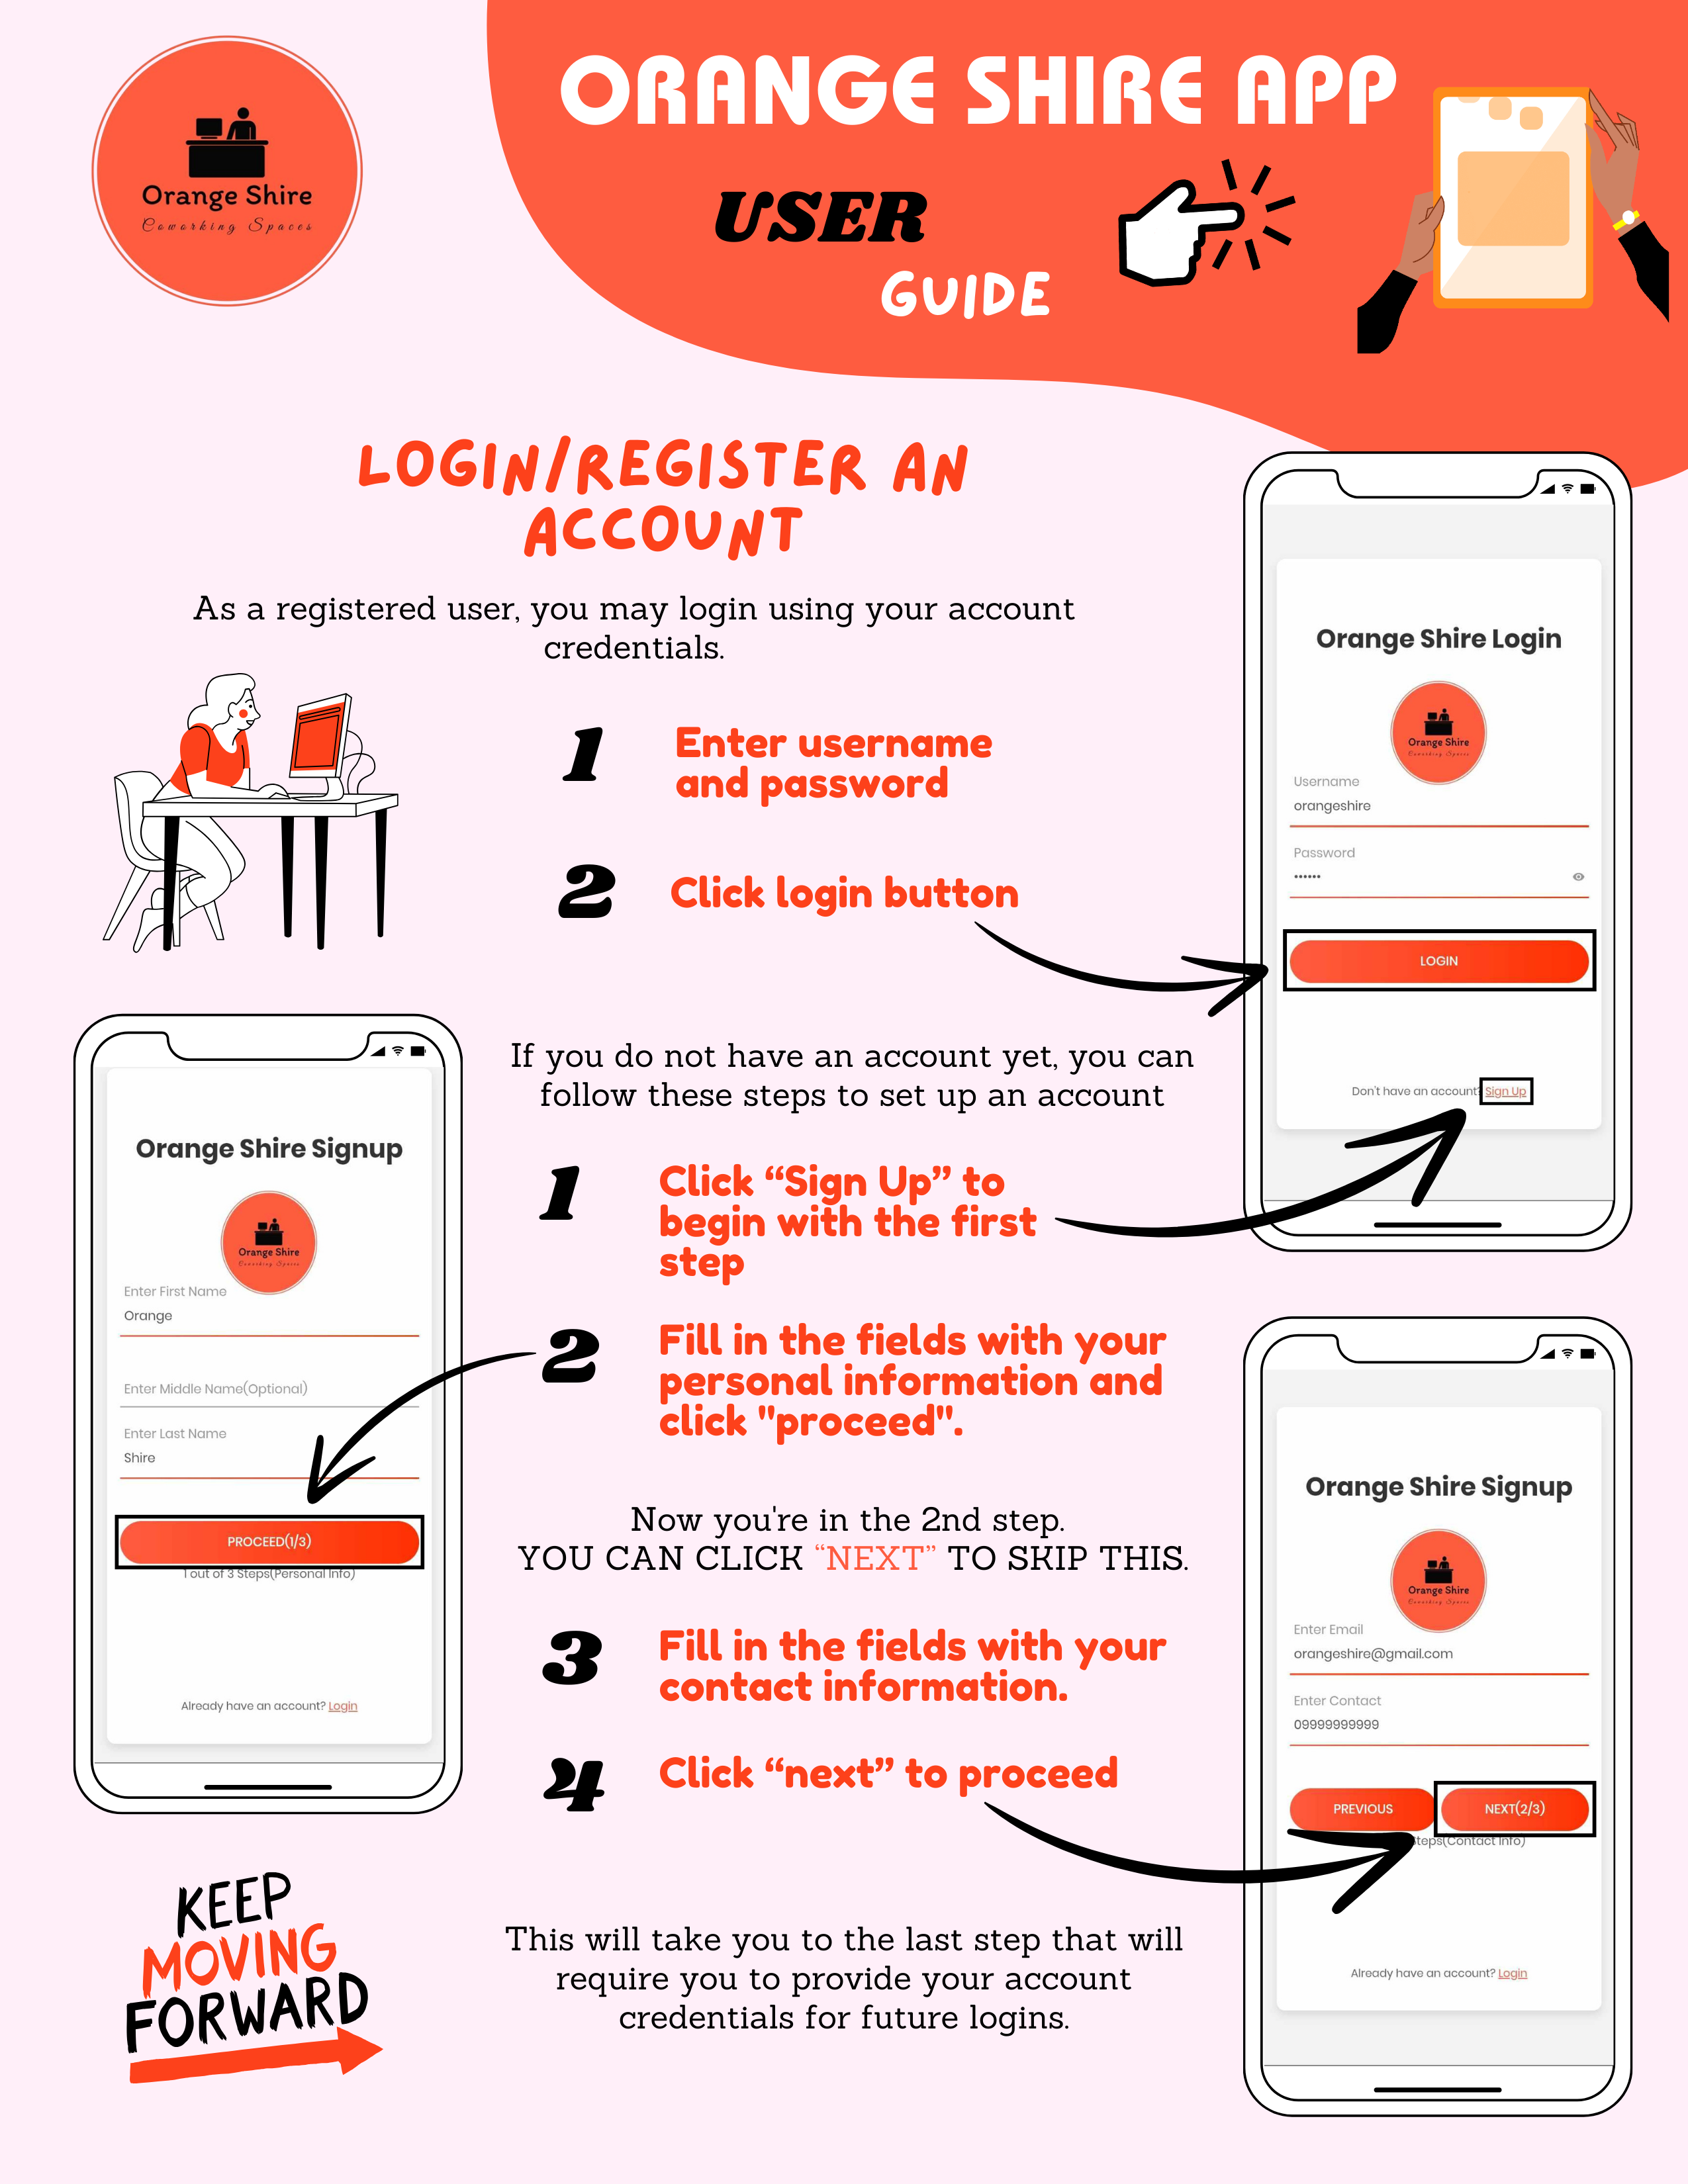 Orange Shire
Coworking Spaces
ORANGE SHIRE APP
USER
GUIDE
LOGIN/REGISTER AN
ACCOUNT
As a registered user, you may login using your account
credentials.
1
Enter username
and password
2
Click login button
Orange Shire Login
Orange Shire
Coworking Spaces
Username
orangeshire
Password
••••••
LOGIN
Don't have an account? Sign Up
If you do not have an account yet, you can
follow these steps to set up an account
1
Click “Sign Up” to
begin with the first
step
2
Fill in the fields with your
personal information and
click "proceed".
Orange Shire Signup
Orange Shire
Coworking Spaces
Enter First Name
Orange
Enter Middle Name(Optional)
Enter Last Name
Shire
PROCEED(1/3)
1 out of 3 Steps(Personal Info)
Already have an account? Login
Now you're in the 2nd step.
YOU CAN CLICK “NEXT” TO SKIP THIS.
3
Fill in the fields with your
contact information.
4
Click “next” to proceed
Orange Shire Signup
Orange Shire
Coworking Spaces
Enter Email
orangeshire@gmail.com
Enter Contact
09999999999
PREVIOUS
NEXT(2/3)
Steps(Contact Info)
Already have an account? Login
KEEP
MOVING
FORWARD
This will take you to the last step that will
require you to provide your account
credentials for future logins.